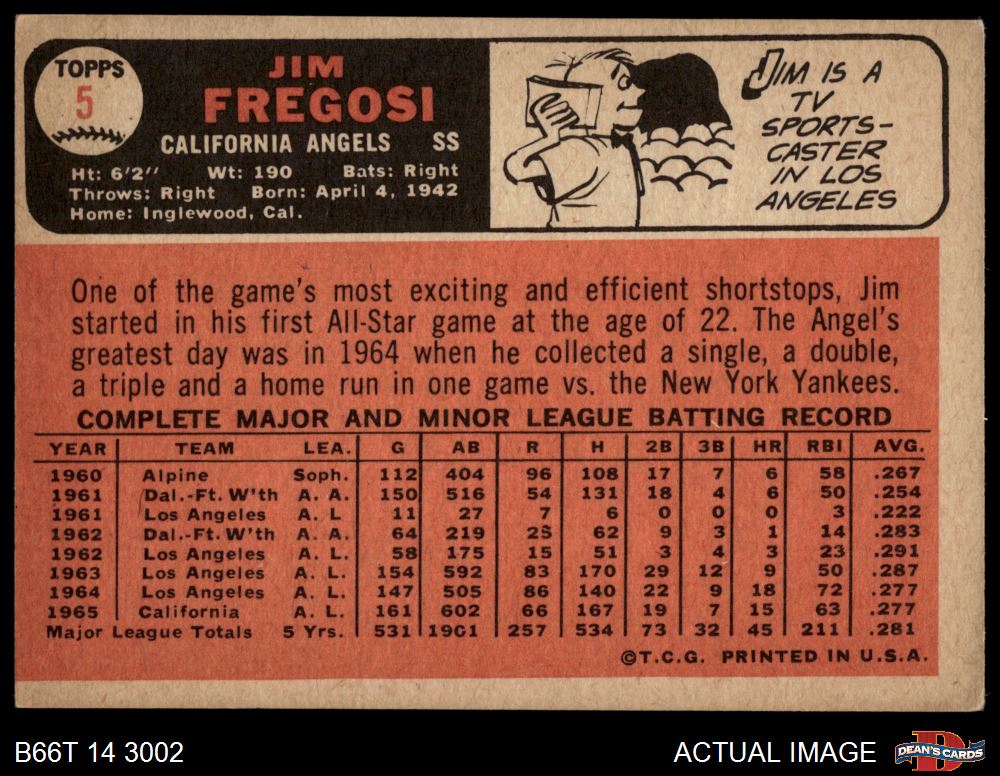 TOPPS
5
JIM
FREGOSI
CALIFORNIA ANGELS SS
Ht: 6'2" Wt: 190 Bats: Right
Throws: Right Born: April 4, 1942
Home: Inglewood, Cal.
JIM IS A
TV
SPORTS-
CASTER
IN LOS
ANGELES
One of the game's most exciting and efficient shortstops, Jim
started in his first All-Star game at the age of 22. The Angel's
greatest day was in 1964 when he collected a single, a double,
a triple and a home run in one game vs. the New York Yankees.
COMPLETE MAJOR AND MINOR LEAGUE BATTING RECORD
YEAR TEAM LEA. G AB R H 2B 3B HR RBI AVG.
1960 Alpine Soph. 112 404 96 108 17 7 6 58 .267
1961 Dal.-Ft. W'th A. A. 150 516 54 131 18 4 6 50 .254
1961 Los Angeles A. L 11 27 7 6 0 0 0 3 .222
1962 Dal.-Ft. W'th A. A. 64 219 25 62 9 3 1 14 .283
1962 Los Angeles A. L. 58 175 15 51 3 4 3 23 .291
1963 Los Angeles A. L. 154 592 83 170 29 12 9 50 .287
1964 Los Angeles A. L. 147 505 86 140 22 9 18 72 .277
1965 California A. L. 161 602 66 167 19 7 15 63 .277
Major League Totals 5 Yrs. 531 1901 257 534 73 32 45 211 .281
©T.C.G. PRINTED IN U.S.A.
B66T 14 3002
ACTUAL IMAGE
DEAN'S CARDS